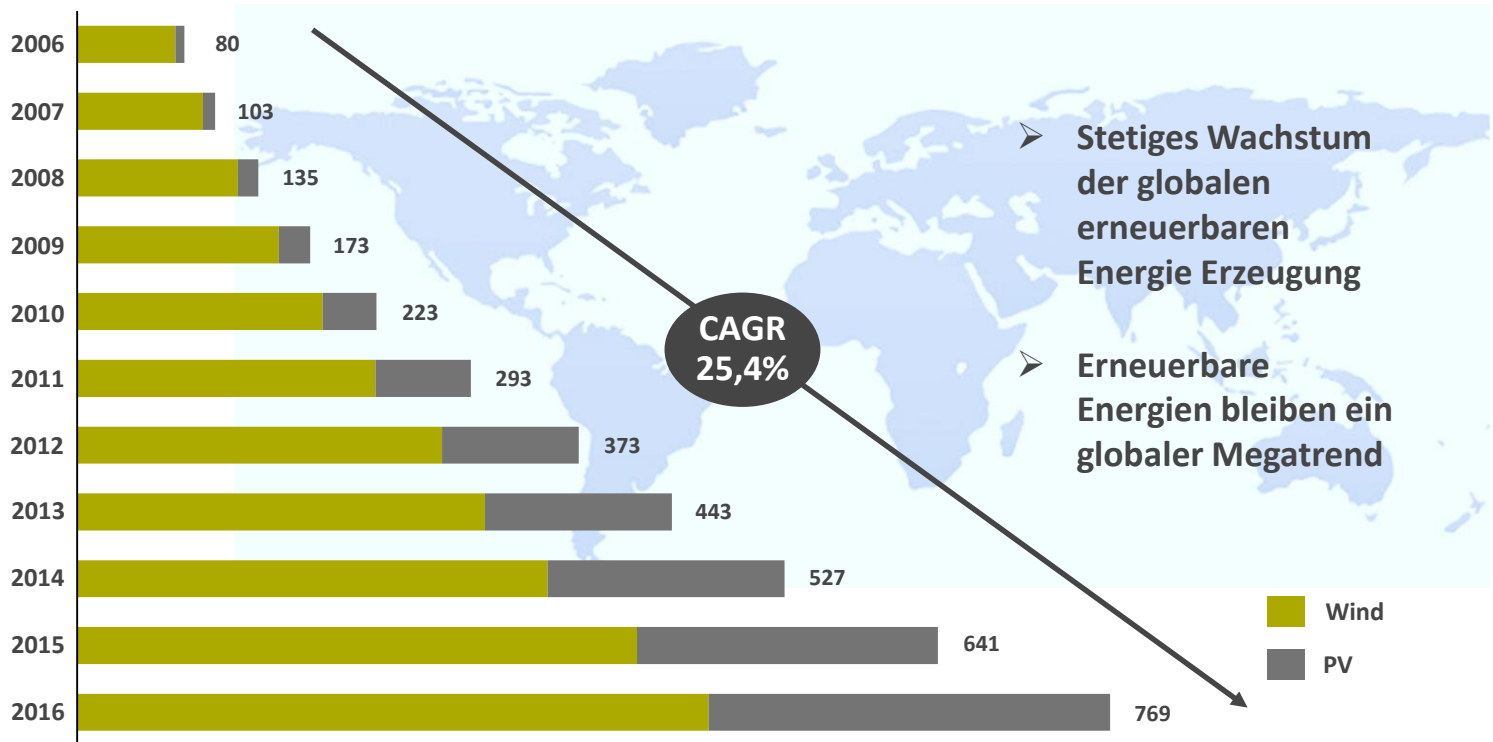 2006 80
2007 103
2008 135
2009 173
2010 223
2011 293
2012 373
2013 443
2014 527
2015 641
2016 769
CAGR
25,4%
➢ Stetiges Wachstum
der globalen
erneuerbaren
Energie Erzeugung
➢ Erneuerbare
Energien bleiben ein
globaler Megatrend
Wind
PV